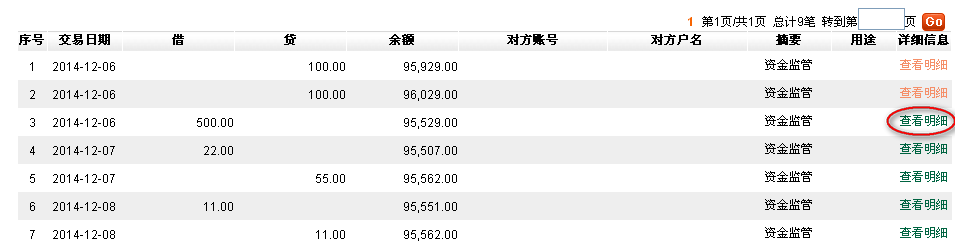 1 第1页/共1页 总计9笔 转到第 页 Go
序号 交易日期 借 贷 余额 对方账号 对方户名 摘要 用途 详细信息
1 2014-12-06 100.00 95,929.00 资金监管 查看明细
2 2014-12-06 100.00 96,029.00 资金监管 查看明细
3 2014-12-06 500.00 95,529.00 资金监管 查看明细
4 2014-12-07 22.00 95,507.00 资金监管 查看明细
5 2014-12-07 55.00 95,562.00 资金监管 查看明细
6 2014-12-08 11.00 95,551.00 资金监管 查看明细
7 2014-12-08 11.00 95,562.00 资金监管 查看明细